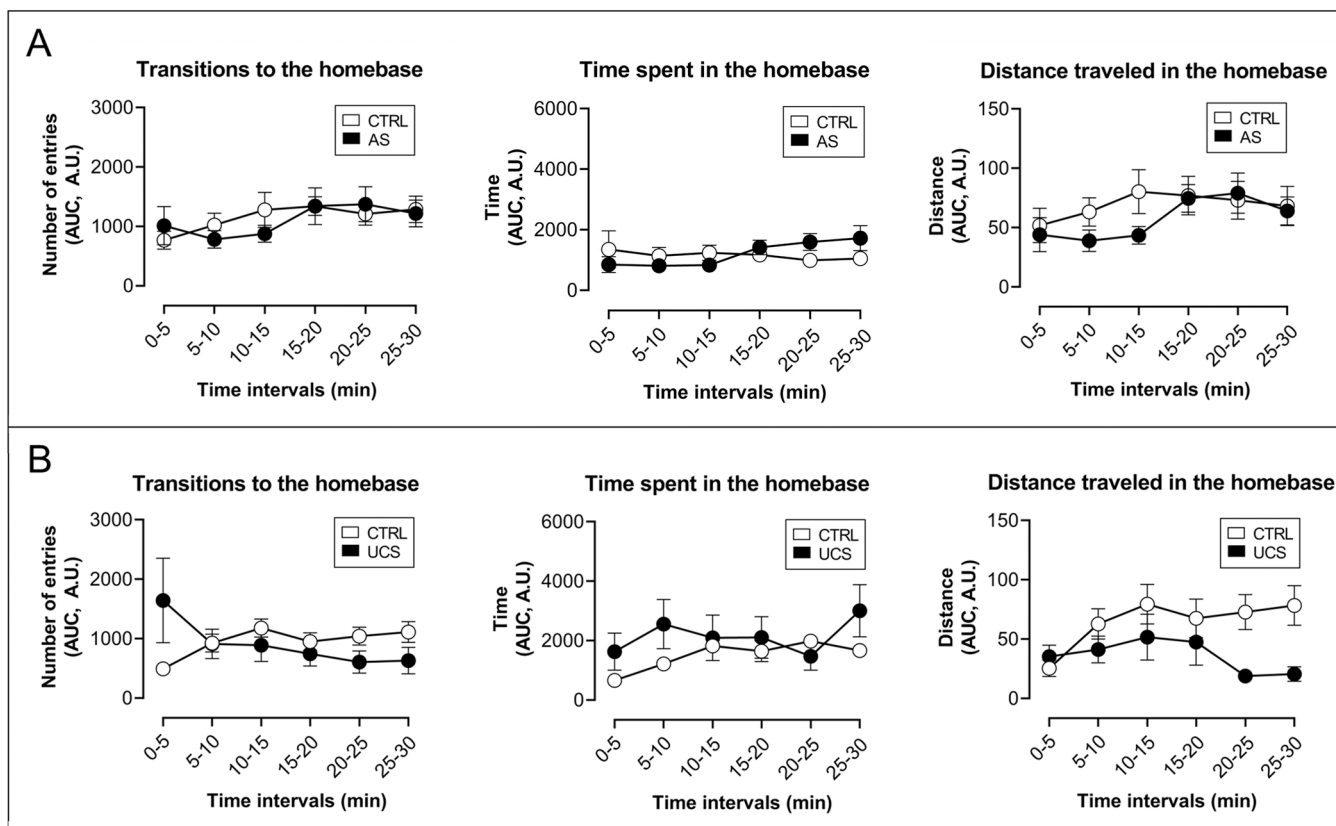 A
Transitions to the homebase
Number of entries
(AUC, A.U.)
3000
2000
1000
0
CTRL
AS
0-5
5-10
10-15
15-20
20-25
25-30
Time intervals (min)
Time spent in the homebase
Time
(AUC, A.U.)
6000
4000
2000
0
CTRL
AS
0-5
5-10
10-15
15-20
20-25
25-30
Time intervals (min)
Distance traveled in the homebase
Distance
(AUC, A.U.)
150
100
50
0
CTRL
AS
0-5
5-10
10-15
15-20
20-25
25-30
Time intervals (min)
B
Transitions to the homebase
Number of entries
(AUC, A.U.)
3000
2000
1000
0
CTRL
UCS
0-5
5-10
10-15
15-20
20-25
25-30
Time intervals (min)
Time spent in the homebase
Time
(AUC, A.U.)
6000
4000
2000
0
CTRL
UCS
0-5
5-10
10-15
15-20
20-25
25-30
Time intervals (min)
Distance traveled in the homebase
Distance
(AUC, A.U.)
150
100
50
0
CTRL
UCS
0-5
5-10
10-15
15-20
20-25
25-30
Time intervals (min)